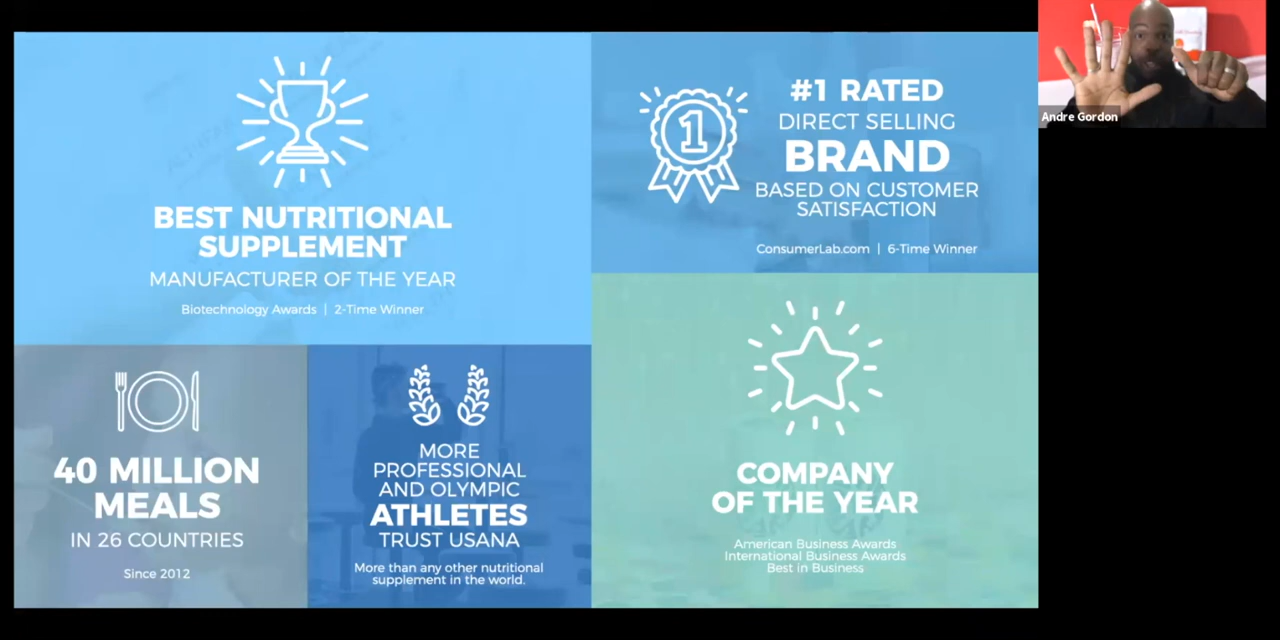 BEST NUTRITIONAL
SUPPLEMENT
MANUFACTURER OF THE YEAR
Biotechnology Awards | 2-Time Winner
1
#1 RATED
DIRECT SELLING
BRAND
BASED ON CUSTOMER
SATISFACTION
ConsumerLab.com | 6-Time Winner
40 MILLION
MEALS
IN 26 COUNTRIES
Since 2012
MORE
PROFESSIONAL
AND OLYMPIC
ATHLETES
TRUST USANA
More than any other nutritional
supplement in the world.
COMPANY
OF THE YEAR
American Business Awards
International Business Awards
Best in Business
Andre Gordon